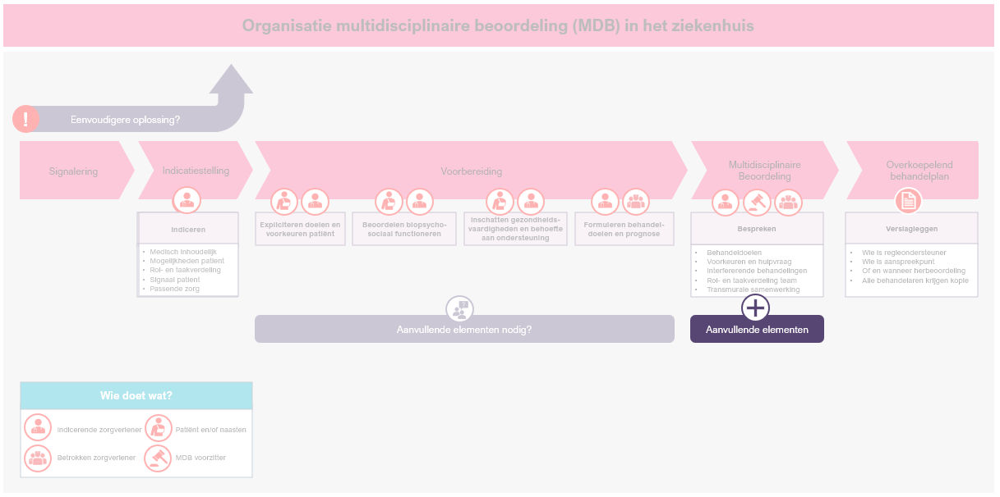 Organisatie multidisciplinaire beoordeling (MDB) in het ziekenhuis
!
Eenvoudigere oplossing?
Signalering
Indicatiestelling
Voorbereiding
Multidisciplinaire
Beoordeling
Overkoepelend
behandelplan
Indiceren
• Medisch inhoudelijk
• Mogelijkheden patiënt
• Rol- en taakverdeling
• Signaal patiënt
• Passende zorg
Expliciteren doelen en
voorkeuren patiënt
Beoordelen biopsycho-
sociaal functioneren
Inschatten gezondheids-
vaardigheden en behoefte
aan ondersteuning
Formuleren behandel-
doelen en prognose
Bespreken
• Behandeldoelen
• Voorkeuren en hulpvraag
• Interfererende behandelingen
• Rol- en taakverdeling team
• Transmurale samenwerking
Verslagleggen
• Wie is regieondersteuner
• Wie is aanspreekpunt
• Of en wanneer herbeoordeling
• Alle behandelaren krijgen kopie
Aanvullende elementen nodig?
Aanvullende elementen
Wie doet wat?
Indicerende zorgverlener
Patiënt en/of naasten
Betrokken zorgverlener
MDB voorzitter